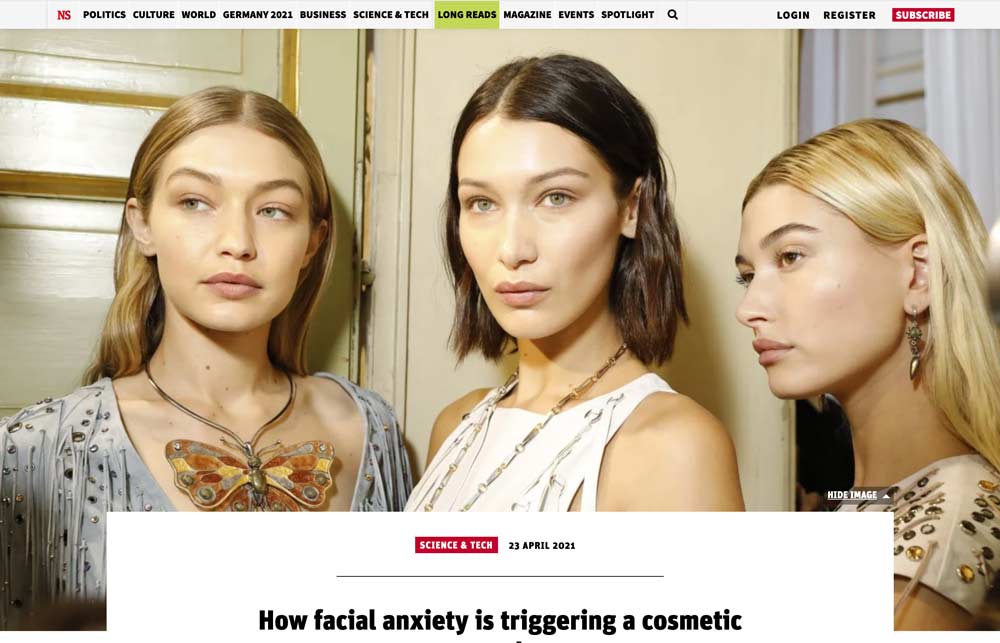 NS POLITICS CULTURE WORLD GERMANY 2021 BUSINESS SCIENCE & TECH LONG READS MAGAZINE EVENTS SPOTLIGHT LOGIN REGISTER SUBSCRIBE
HIDE IMAGE
SCIENCE & TECH 23 APRIL 2021
How facial anxiety is triggering a cosmetic